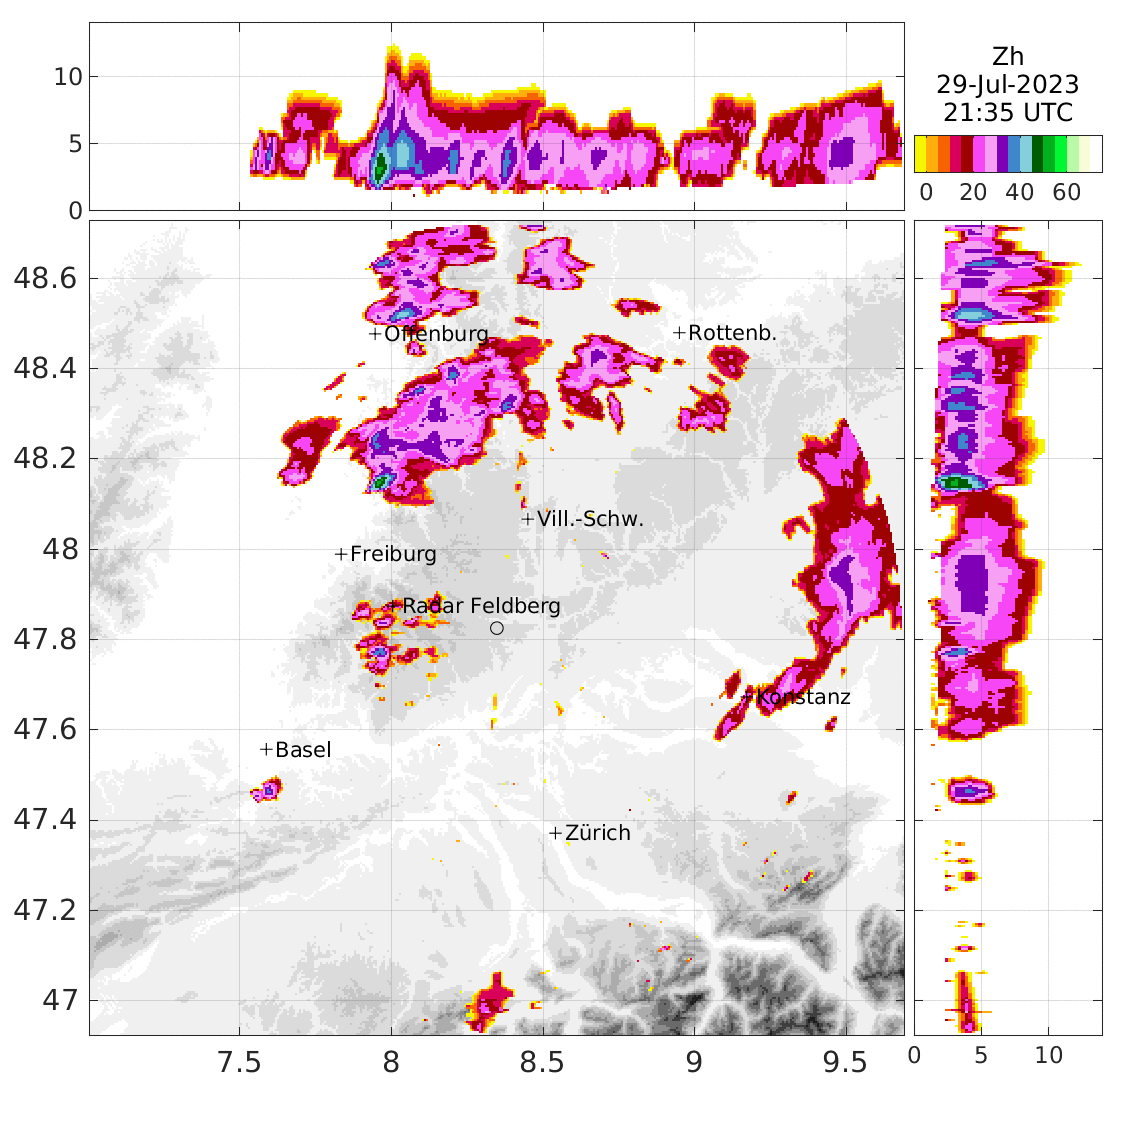 10
5
0
Zh
29-Jul-2023
21:35 UTC
0 20 40 60
48.6
48.4
48.2
48
47.8
47.6
47.4
47.2
47
Offenburg
Rottenb.
Vill.-Schw.
Freiburg
Radar Feldberg
Konstanz
Basel
Zürich
7.5 8 8.5 9 9.5
0 5 10